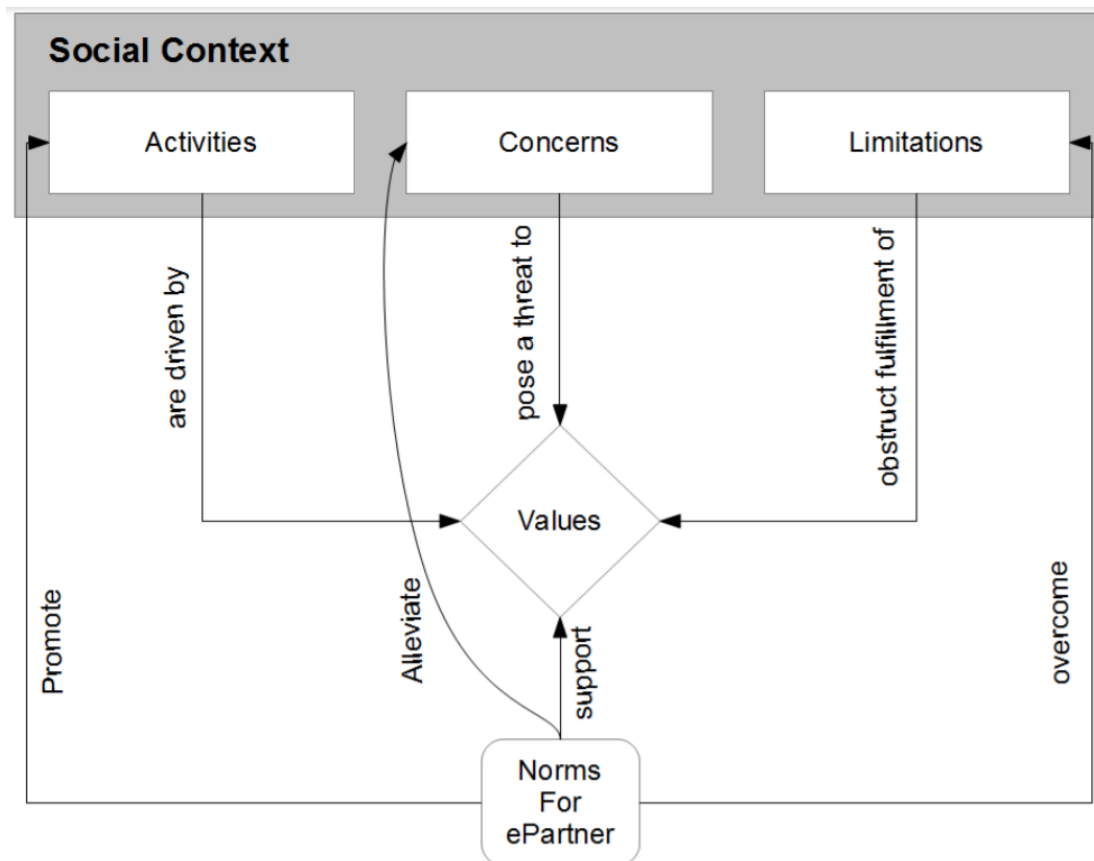 Social Context
Activities
Concerns
Limitations
are driven by
pose a threat to
obstruct fulfillment of
Values
Promote
Alleviate
support
overcome
Norms
For
ePartner